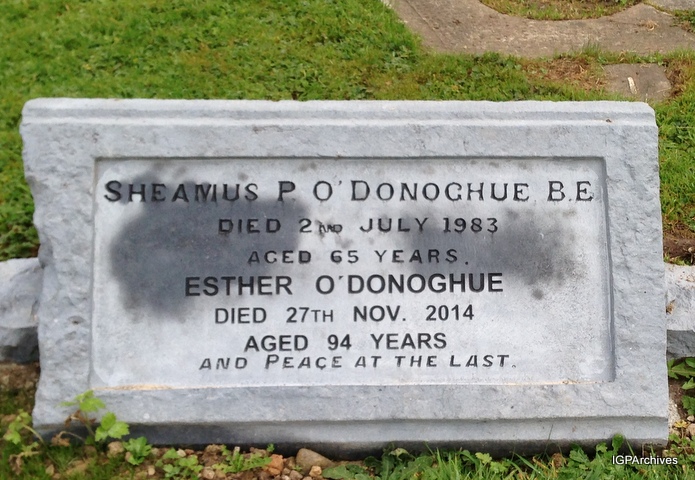 SHEAMUS P. O'DONOGHUE B.E
DIED 2ND JULY 1983
AGED 65 YEARS.
ESTHER O'DONOGHUE
DIED 27TH NOV. 2014
AGED 94 YEARS
AND PEACE AT THE LAST.
IGPArchives